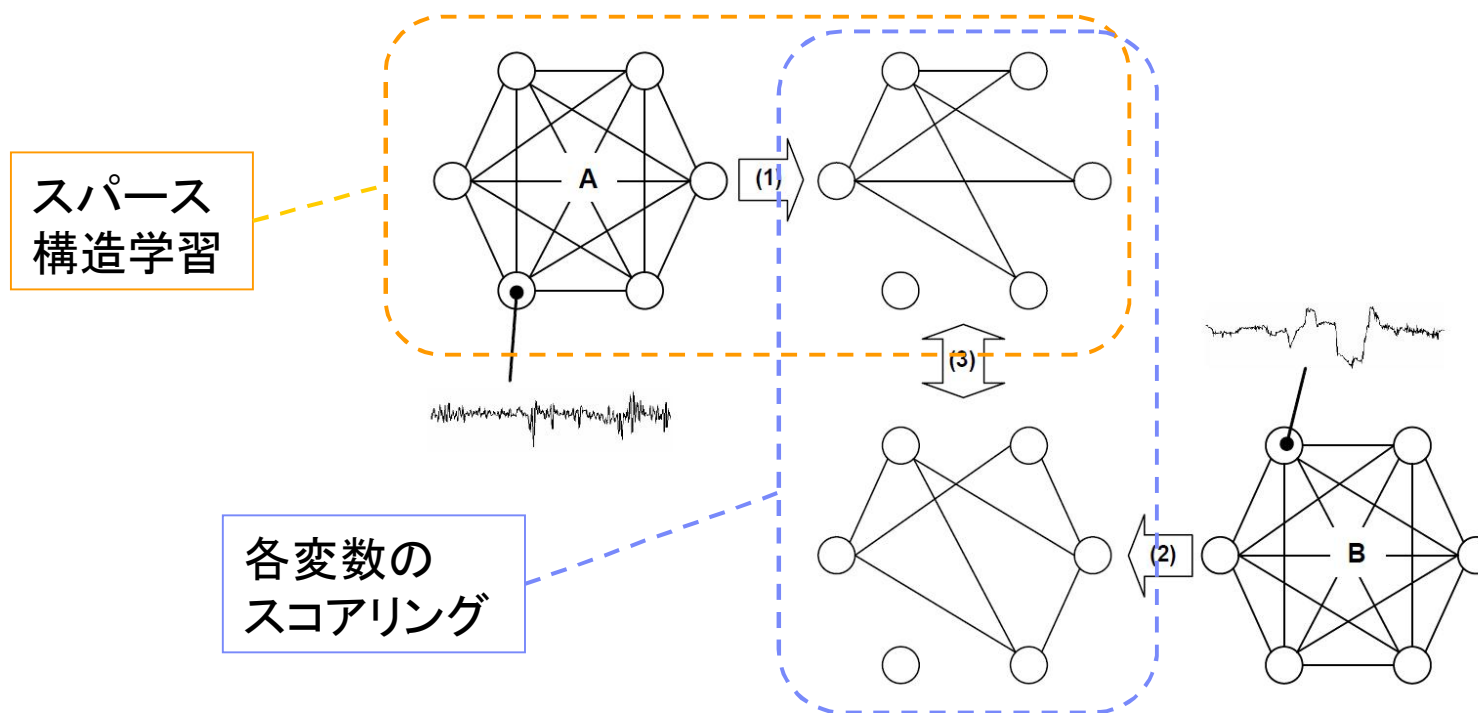 A
(1)
スパース
構造学習
(3)
各変数の
スコアリング
(2)
B